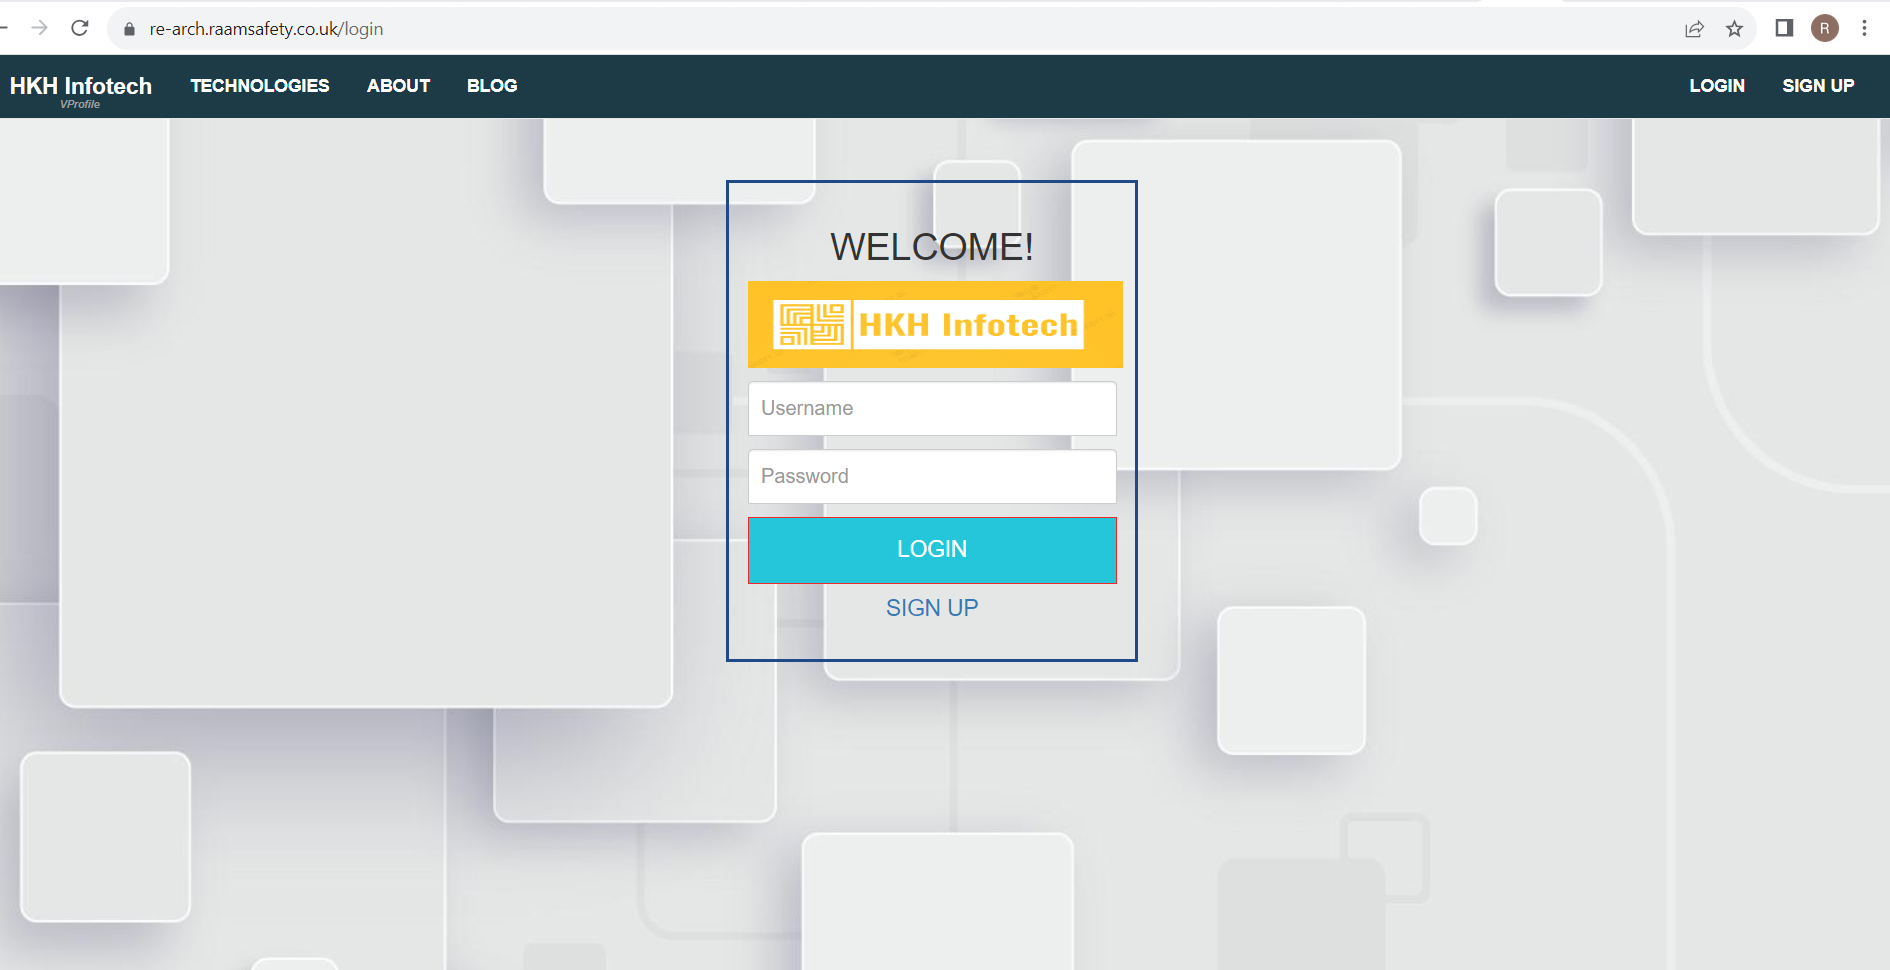 re-arch.raamsafety.co.uk/login
R
HKH Infotech
VProfile
TECHNOLOGIES
ABOUT
BLOG
LOGIN
SIGN UP
WELCOME!
HKH Infotech
Username
Password
LOGIN
SIGN UP